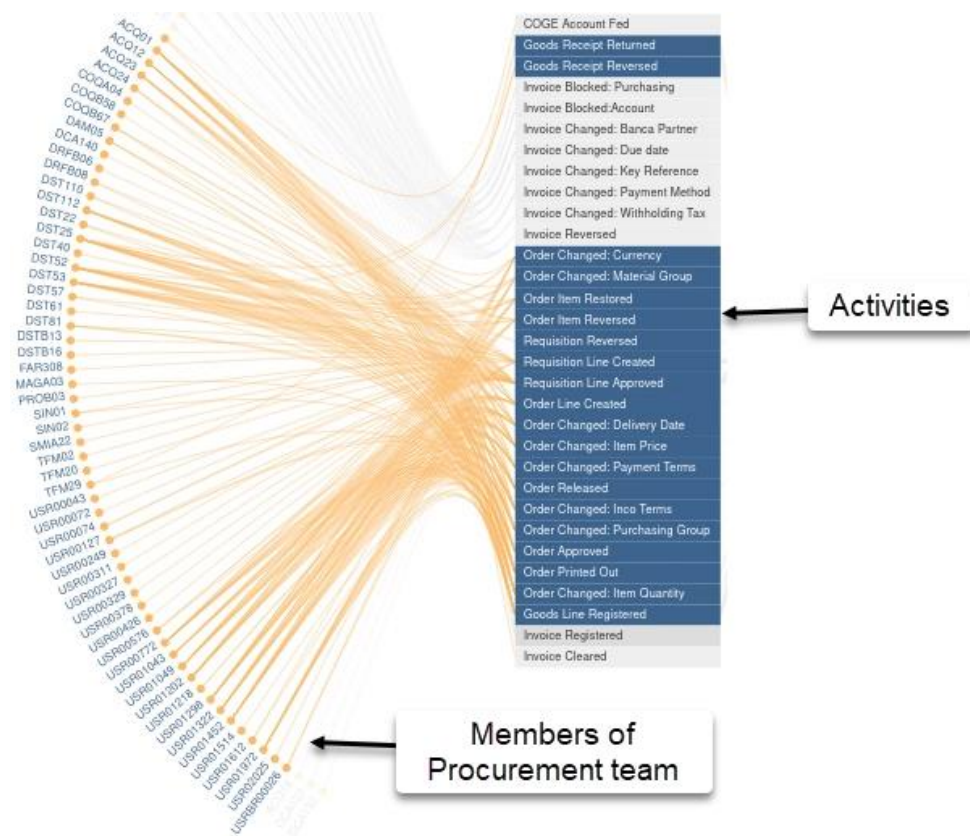 ACQ01
ACQ12
ACQ23
ACQ24
COQA04
COQB58
COQB67
DAM05
DCA140
DRFB06
DRFB08
DST110
DST112
DST22
DST25
DST40
DST52
DST53
DST57
DST61
DST81
DSTB13
DSTB16
FAR308
MAGA03
PROB03
SIN01
SIN02
SMIA22
TFM02
TFM20
TFM29
USR00043
USR00072
USR00074
USR00127
USR00249
USR00311
USR00327
USR00329
USR00378
USR00426
USR00576
USR00772
USR01043
USR01049
USR01202
USR01218
USR01298
USR01322
USR01452
USR01514
USR01612
USR01972
USR02025
USRBR00026
COGE Account Fed
Goods Receipt Returned
Goods Receipt Reversed
Invoice Blocked: Purchasing
Invoice Blocked:Account
Invoice Changed: Banca Partner
Invoice Changed: Due date
Invoice Changed: Key Reference
Invoice Changed: Payment Method
Invoice Changed: Withholding Tax
Invoice Reversed
Order Changed: Currency
Order Changed: Material Group
Order Item Restored
Order Item Reversed
Requisition Reversed
Requisition Line Created
Requisition Line Approved
Order Line Created
Order Changed: Delivery Date
Order Changed: Item Price
Order Changed: Payment Terms
Order Released
Order Changed: Inco Terms
Order Changed: Purchasing Group
Order Approved
Order Printed Out
Order Changed: Item Quantity
Goods Line Registered
Invoice Registered
Invoice Cleared
Activities
Members of
Procurement team